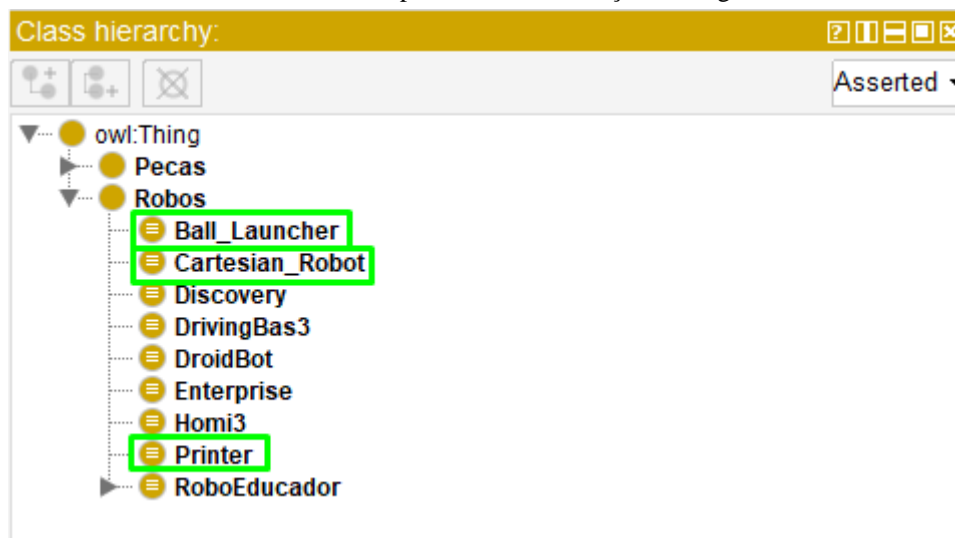 Class hierarchy:
Asserted
owl:Thing
Pecas
Robos
Ball_Launcher
Cartesian_Robot
Discovery
DrivingBas3
DroidBot
Enterprise
Homi3
Printer
RoboEducador